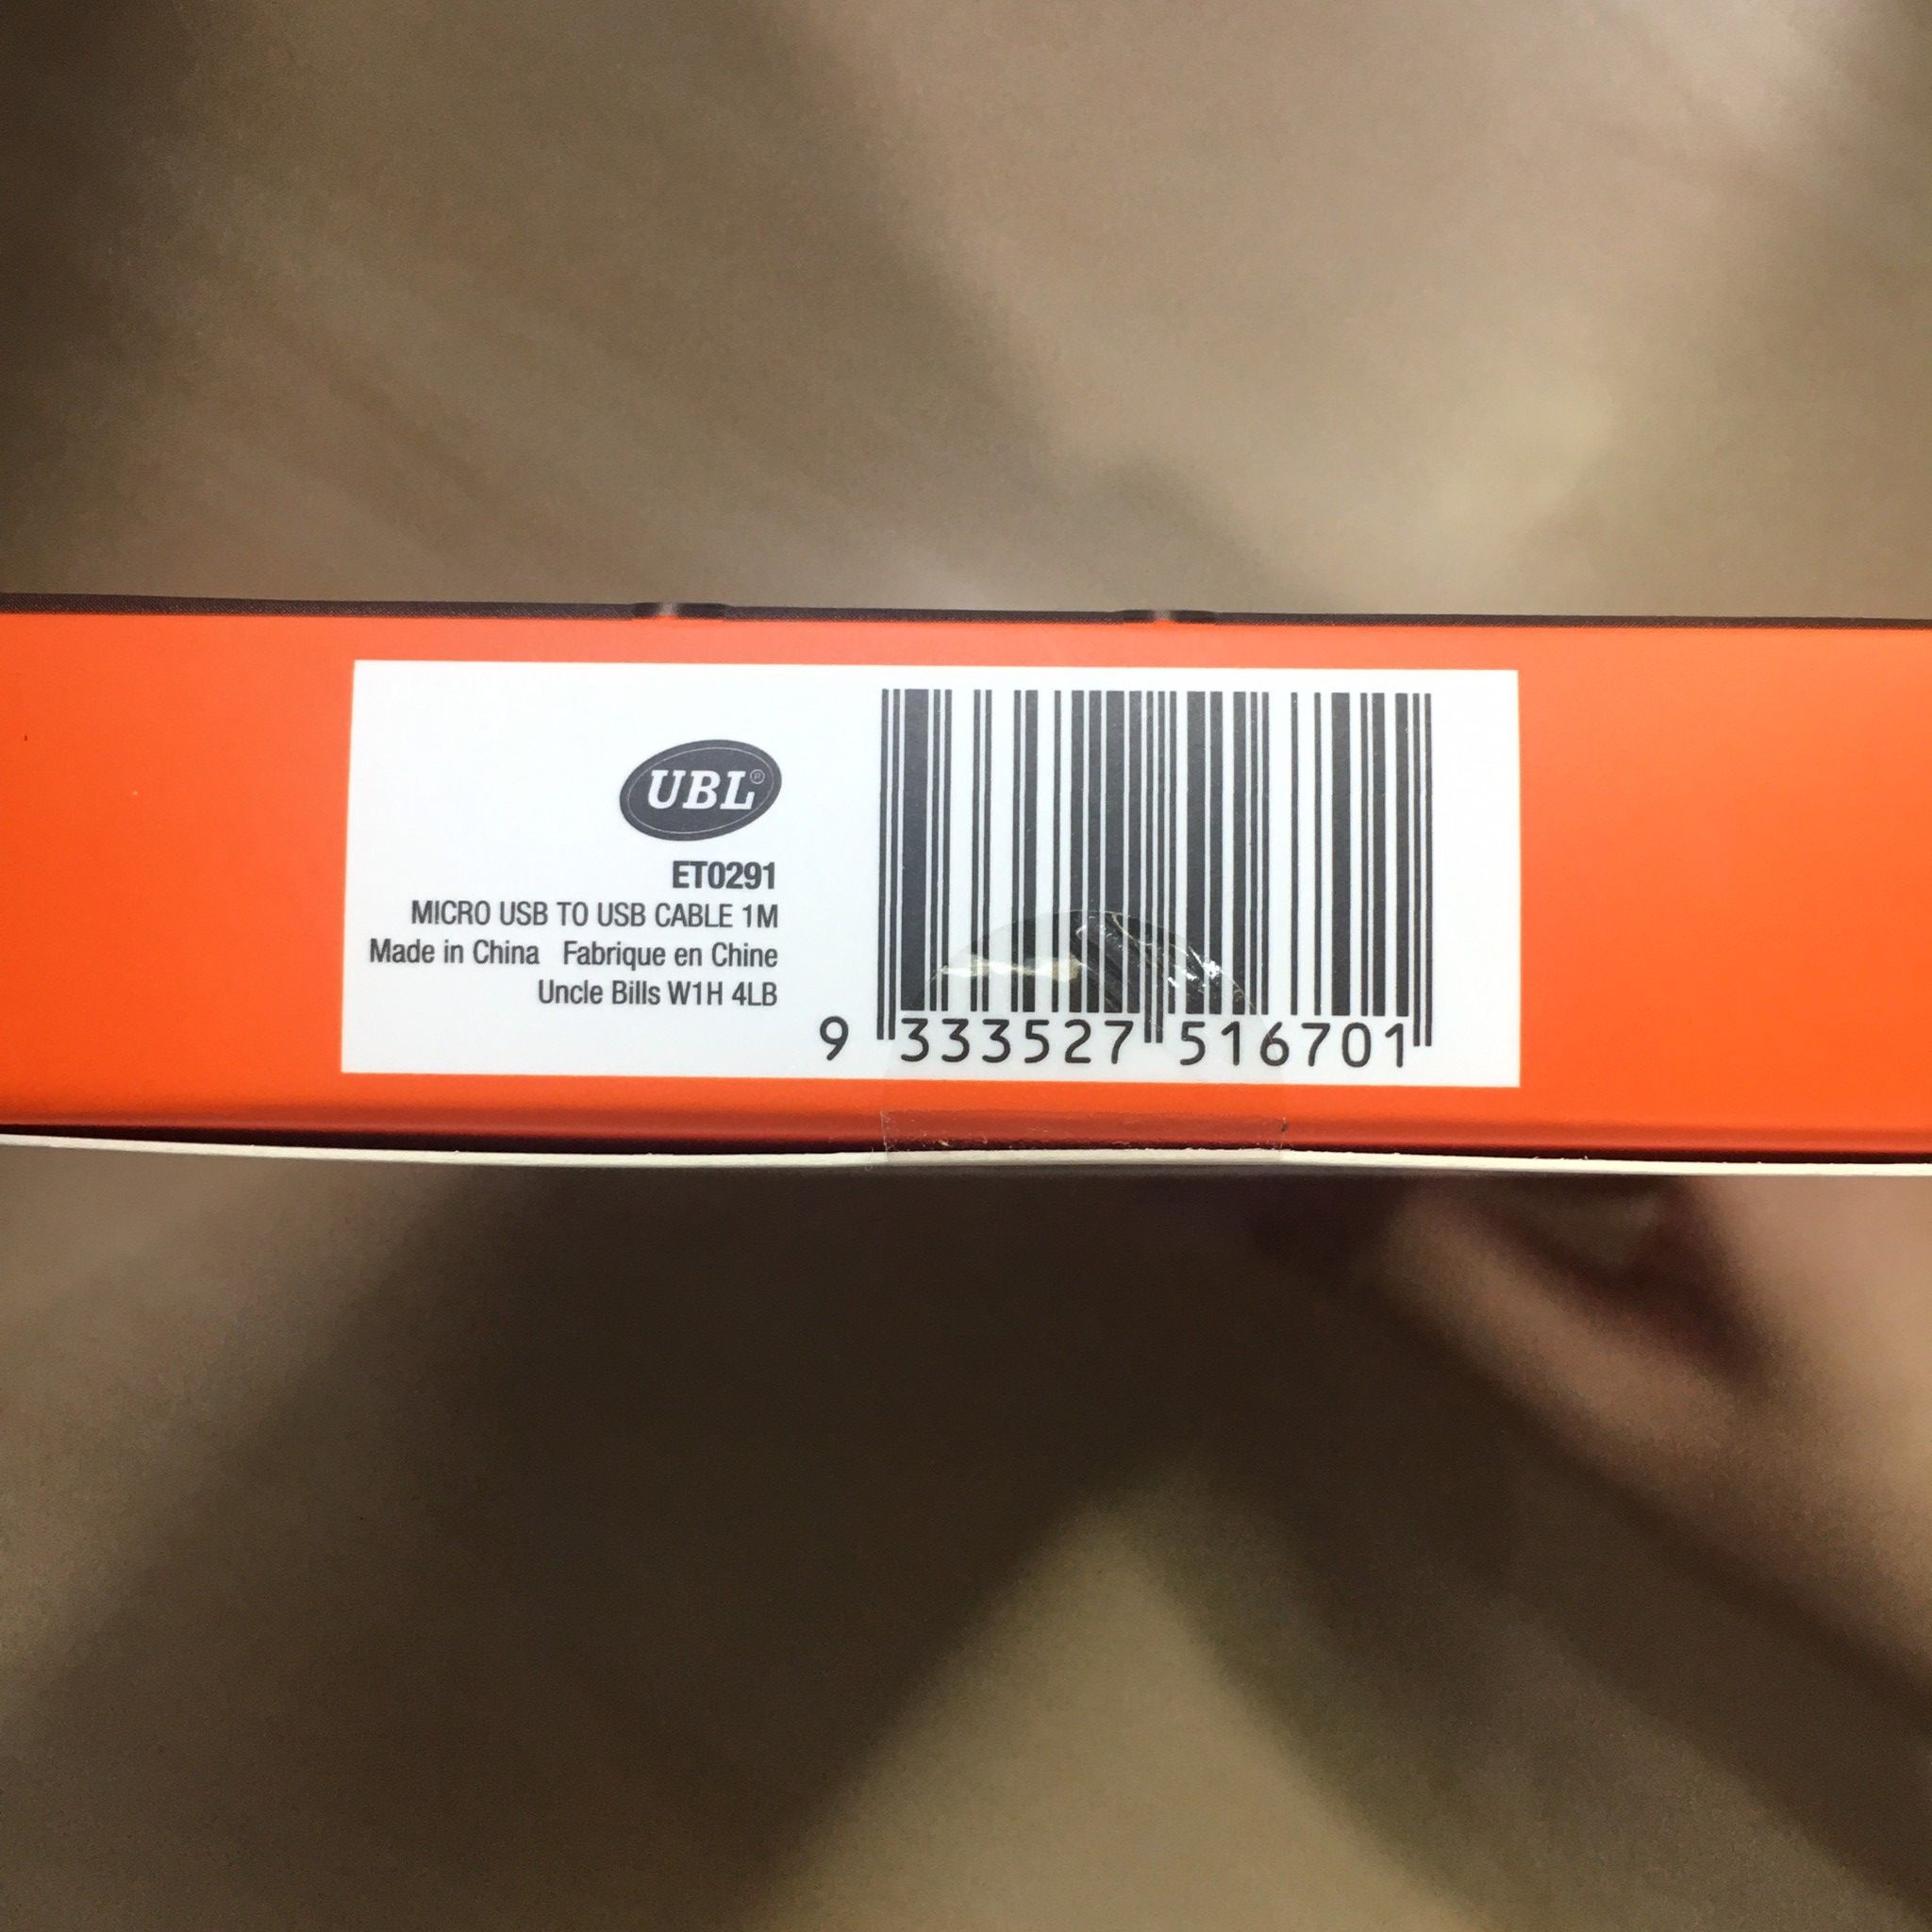 UBL®
ET0291
MICRO USB TO USB CABLE 1M
Made in China Fabrique en Chine
Uncle Bills W1H 4LB
9 333527 516701